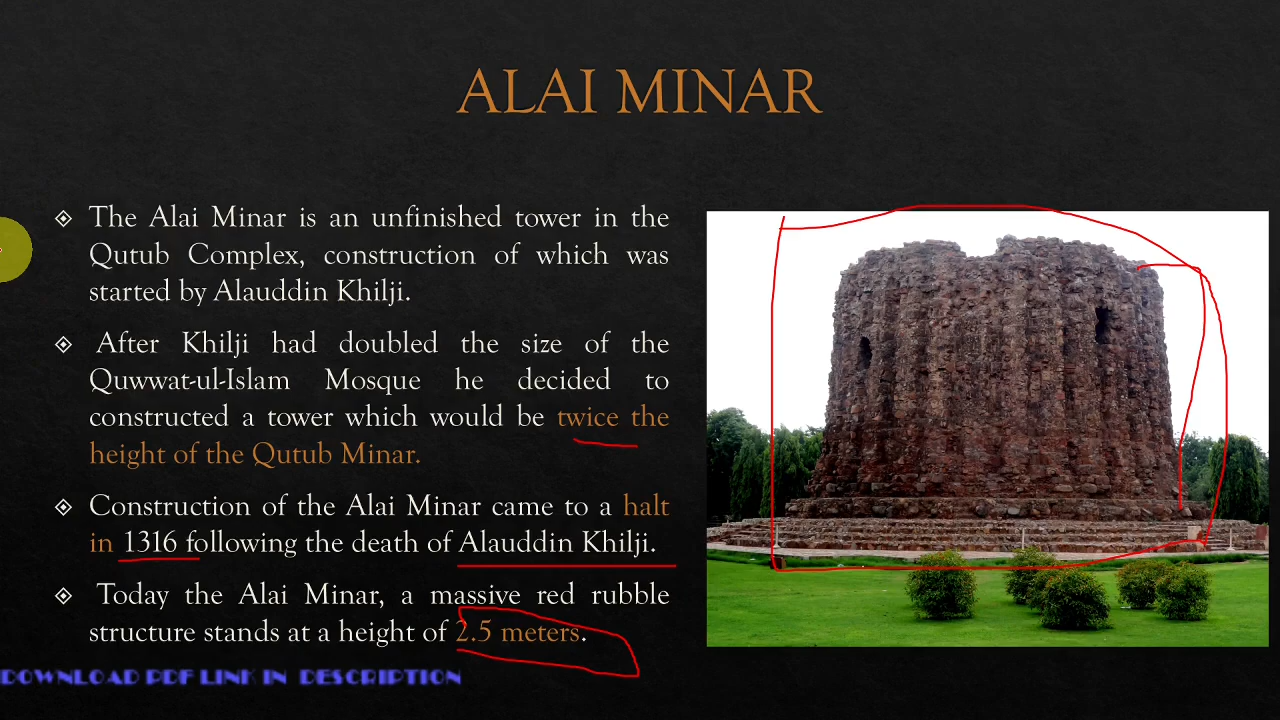 ALAI MINAR
The Alai Minar is an unfinished tower in the
Qutub Complex, construction of which was
started by Alauddin Khilji.
After Khilji had doubled the size of the
Quwwat-ul-Islam Mosque he decided to
constructed a tower which would be twice the
height of the Qutub Minar.
Construction of the Alai Minar came to a halt
in 1316 following the death of Alauddin Khilji.
Today the Alai Minar, a massive red rubble
structure stands at a height of 2.5 meters.
DOWNLOAD PDF LINK IN DESCRIPTION